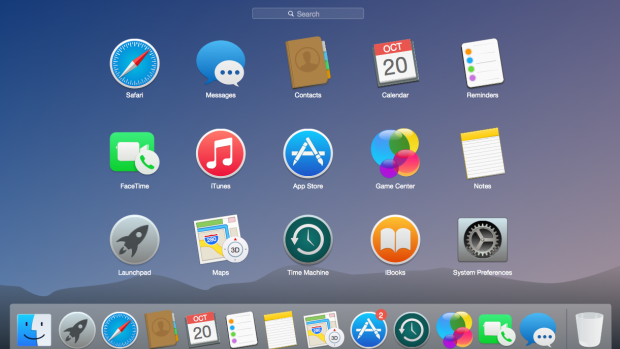 Search
OCT
20
Safari
Messages
Contacts
Calendar
Reminders
3D
280
FaceTime
iTunes
App Store
Game Center
Notes
Launchpad
Maps
Time Machine
iBooks
System Preferences
OCT
20
3D
2